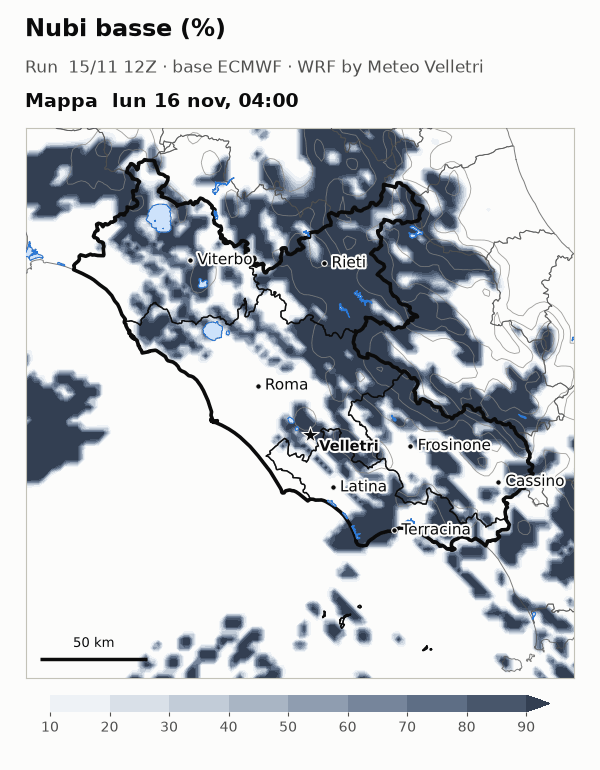 Nubi basse (%)
Run  15/11 12Z · base ECMWF · WRF by Meteo Velletri
Mappa  lun 16 nov, 04:00
Viterbo
Rieti
Roma
Velletri
Frosinone
Latina
Cassino
Terracina
50 km
10 20 30 40 50 60 70 80 90